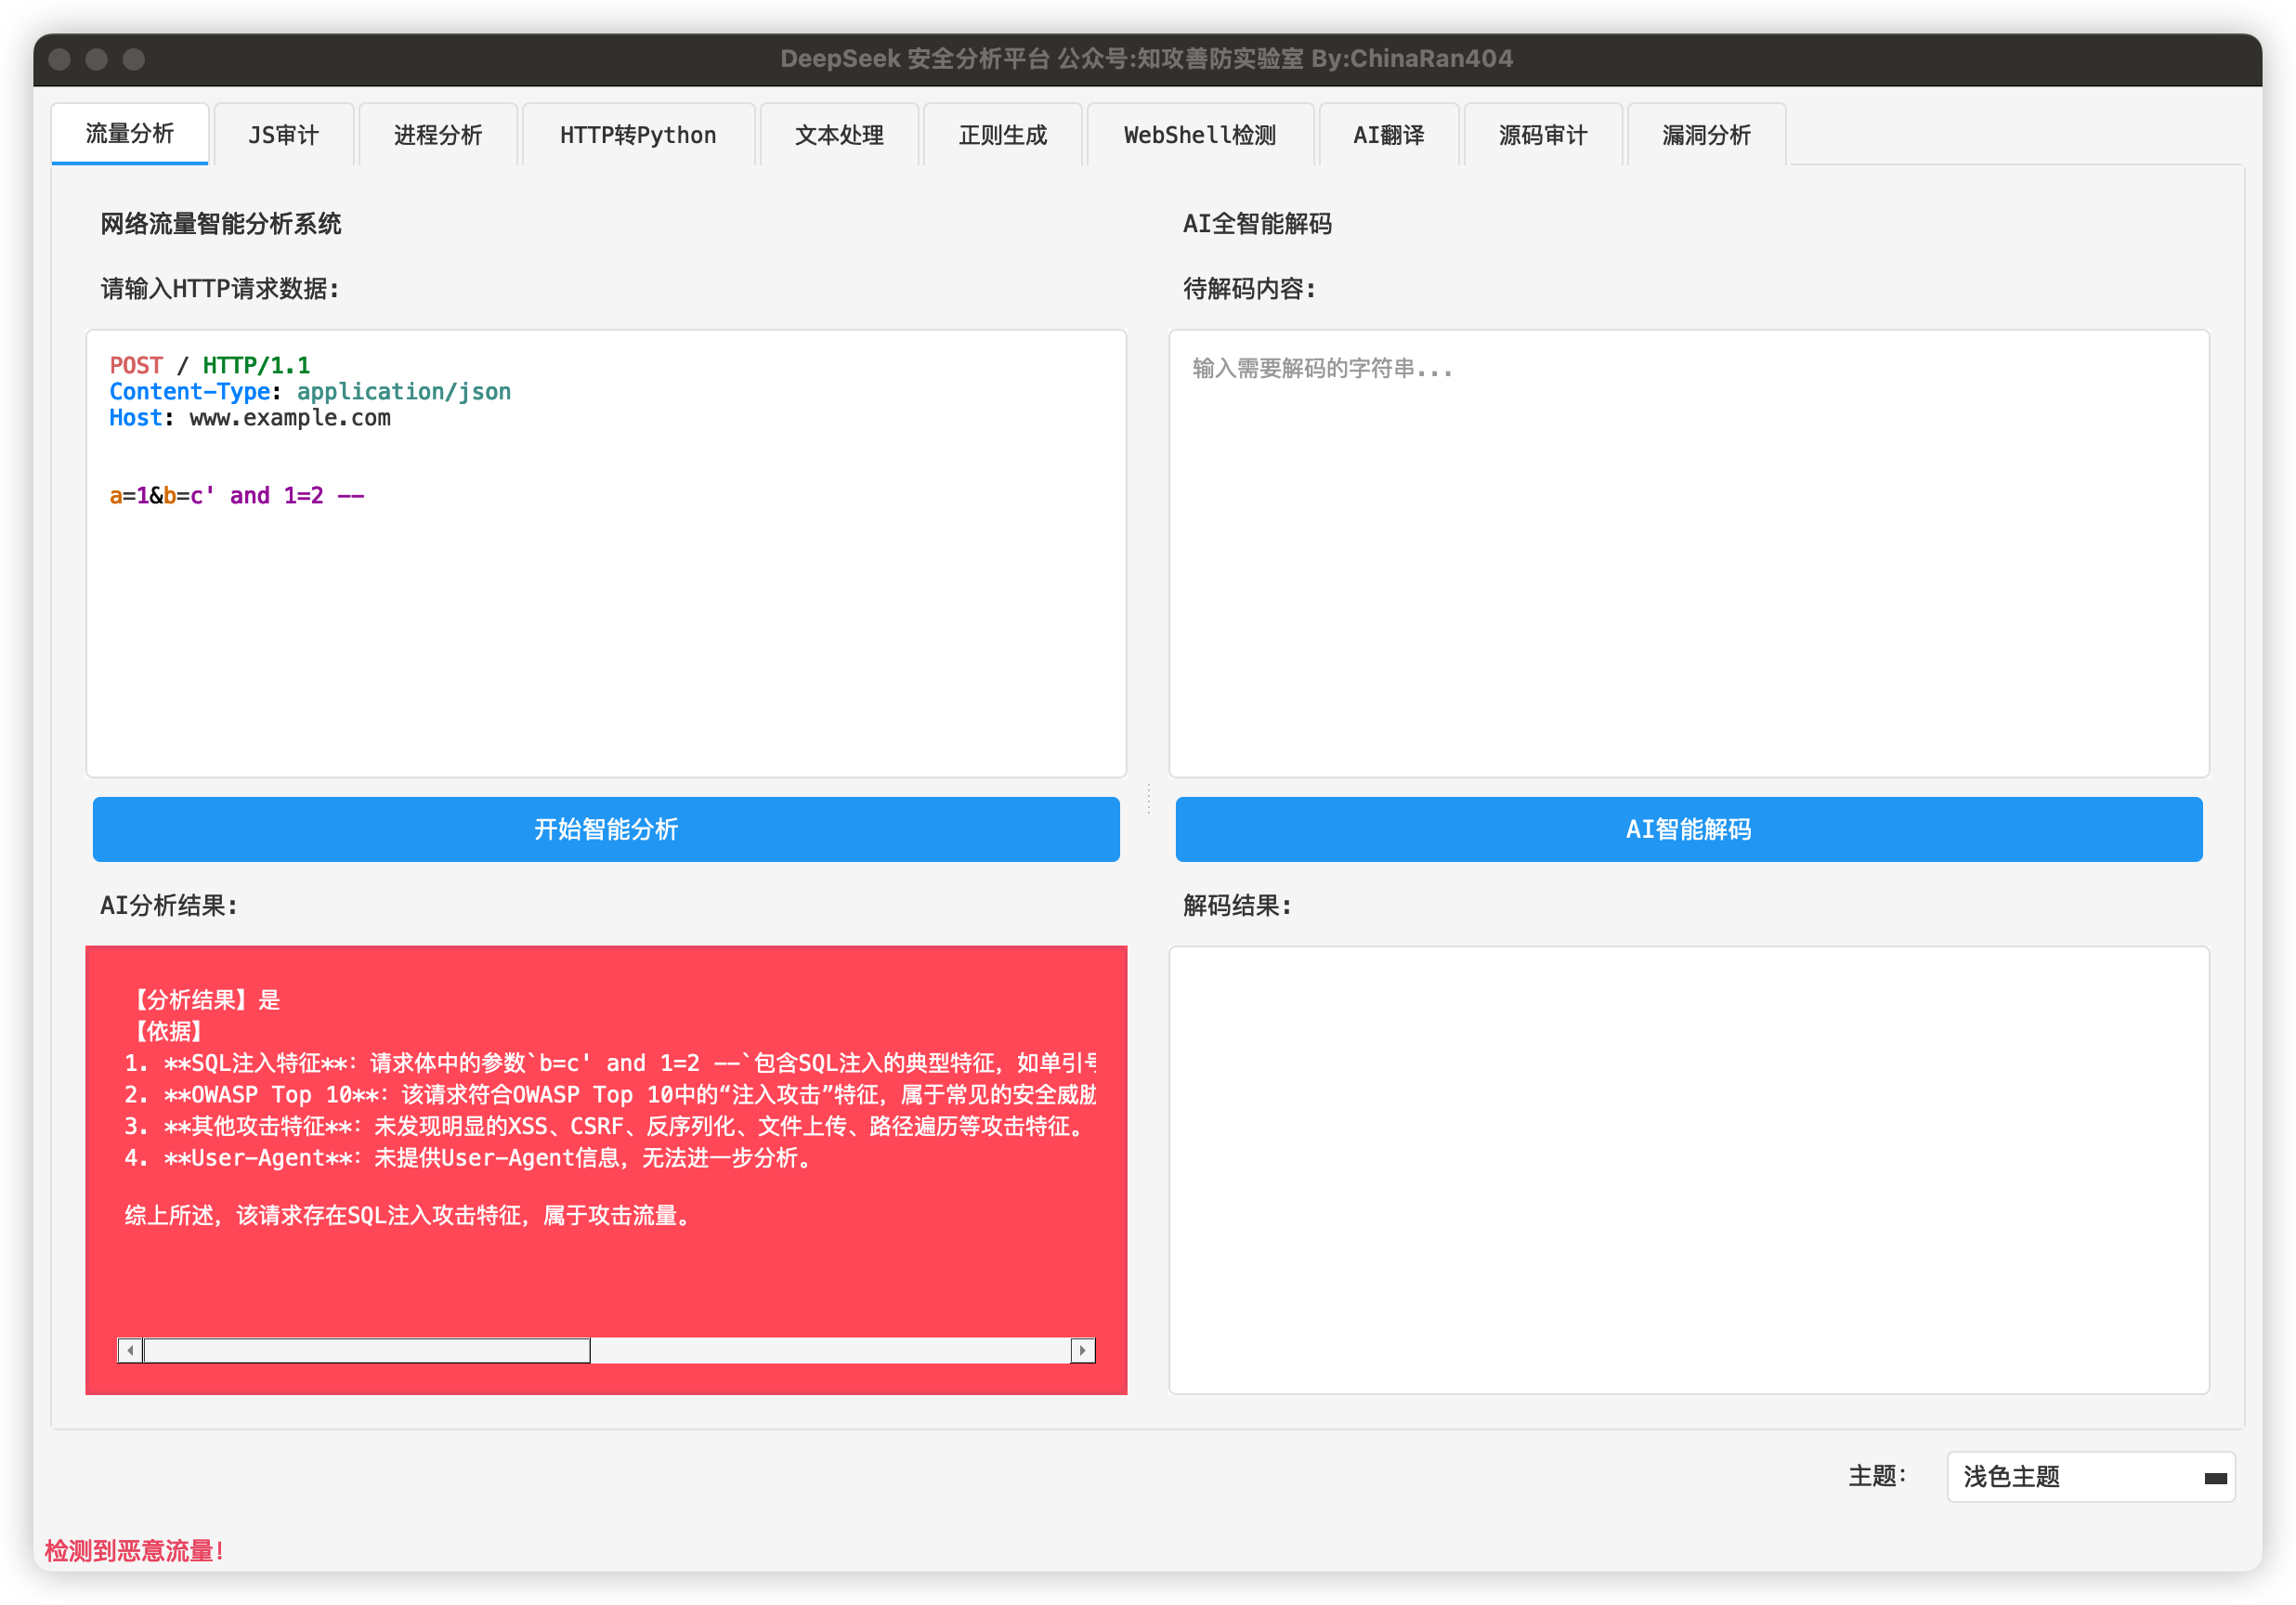 DeepSeek 安全分析平台 公众号:知攻善防实验室 By:ChinaRan404
流量分析
JS审计
进程分析
HTTP转Python
文本处理
正则生成
WebShell检测
AI翻译
源码审计
漏洞分析
网络流量智能分析系统
请输入HTTP请求数据:
POST / HTTP/1.1
Content-Type: application/json
Host: www.example.com
a=1&b=c' and 1=2 --
开始智能分析
AI分析结果:
【分析结果】是
【依据】
1. **SQL注入特征**: 请求体中的参数`b=c' and 1=2 --`包含SQL注入的典型特征, 如单引号
2. **OWASP Top 10**: 该请求符合OWASP Top 10中的“注入攻击”特征, 属于常见的安全威胁
3. **其他攻击特征**: 未发现明显的XSS、CSRF、反序列化、文件上传、路径遍历等攻击特征。
4. **User-Agent**: 未提供User-Agent信息, 无法进一步分析。
综上所述, 该请求存在SQL注入攻击特征, 属于攻击流量。
AI全智能解码
待解码内容:
输入需要解码的字符串...
AI智能解码
解码结果:
主题:
浅色主题
检测到恶意流量!